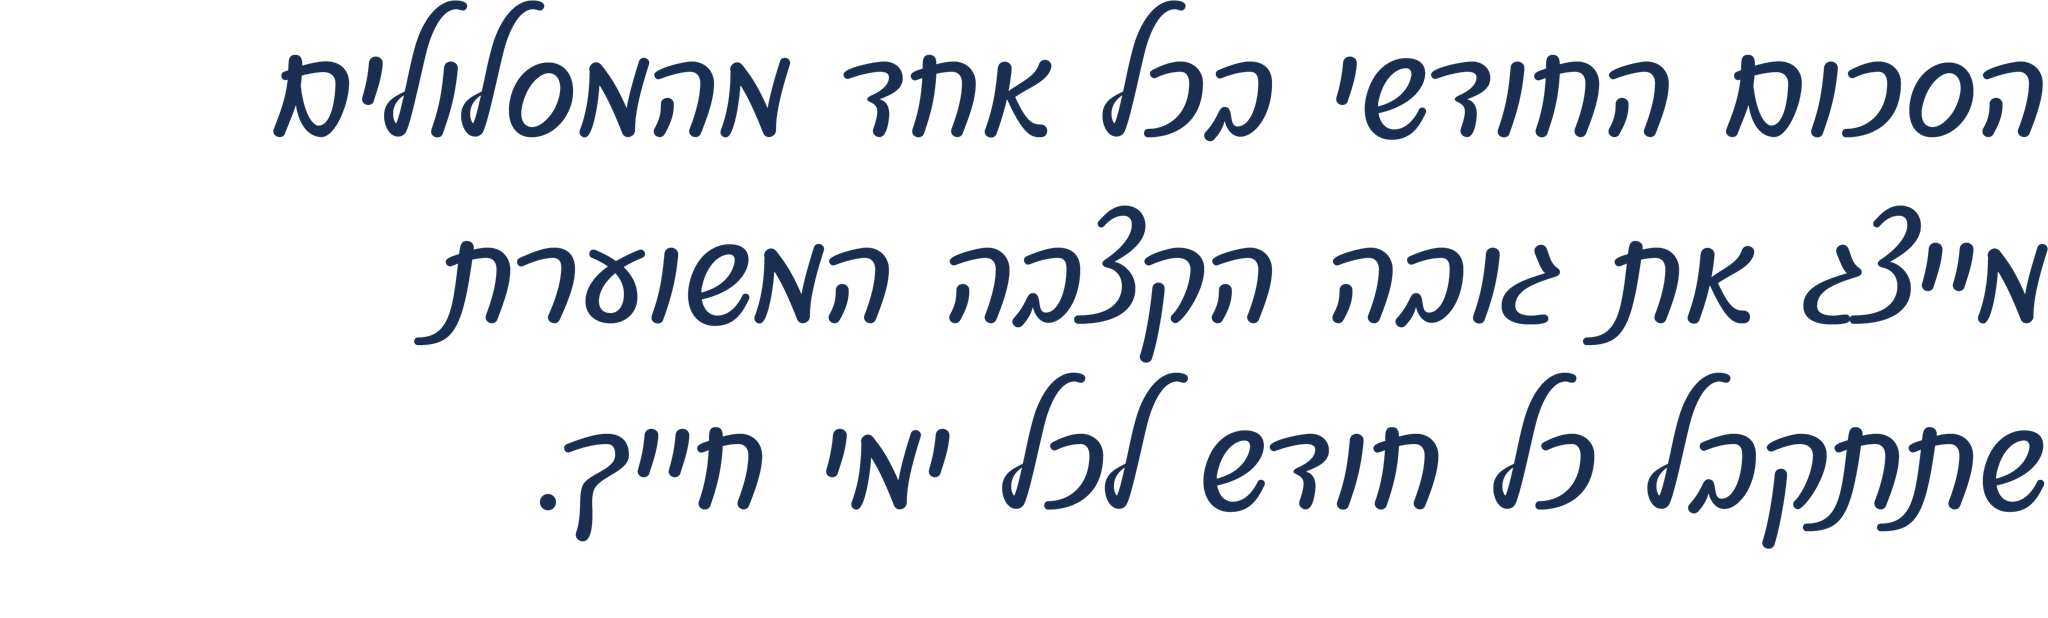 הסכום החודשי בכל אחד מהמסלולים
מייצג את גובה הקצבה המשוערת
שתתקבל כל חודש לכל ימי חייך.